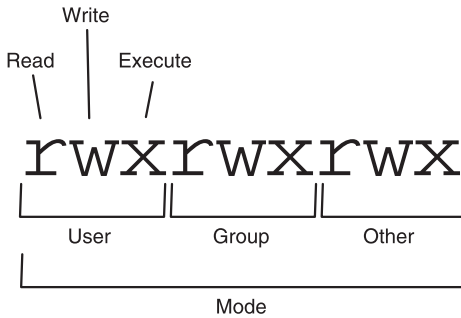 Write
Read Execute
rwxrwxrwx
User Group Other
Mode